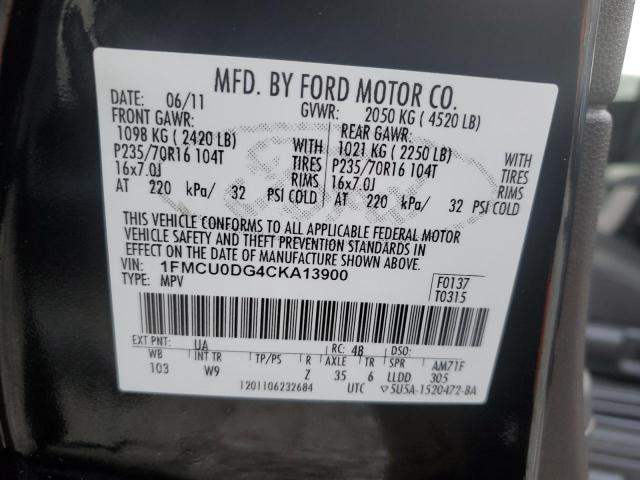 MFD. BY FORD MOTOR CO.
DATE: 06/11 GVWR: 2050 KG ( 4520 LB)
FRONT GAWR: REAR GAWR:
1098 KG ( 2420 LB) WITH 1021 KG ( 2250 LB) WITH
P235/70R16 104T TIRES P235/70R16 104T TIRES
16x7.0J RIMS 16x7.0J RIMS
AT 220 kPa/ 32 PSI COLD AT 220 kPa/ 32 PSI COLD
THIS VEHICLE CONFORMS TO ALL APPLICABLE FEDERAL MOTOR
VEHICLE SAFETY AND THEFT PREVENTION STANDARDS IN
EFFECT ON THE DATE OF MANUFACTURE SHOWN ABOVE.
VIN: 1FMCU0DG4CKA13900 F0137
TYPE: MPV T0315
EXT PNT: UA RC: 48 DSO:
WB INT TR TP/PS R AXLE TR SPR AM71F
103 W9 Z 35 6 LLDD 305
1201106232684 UTC 5U5A-1520472-BA